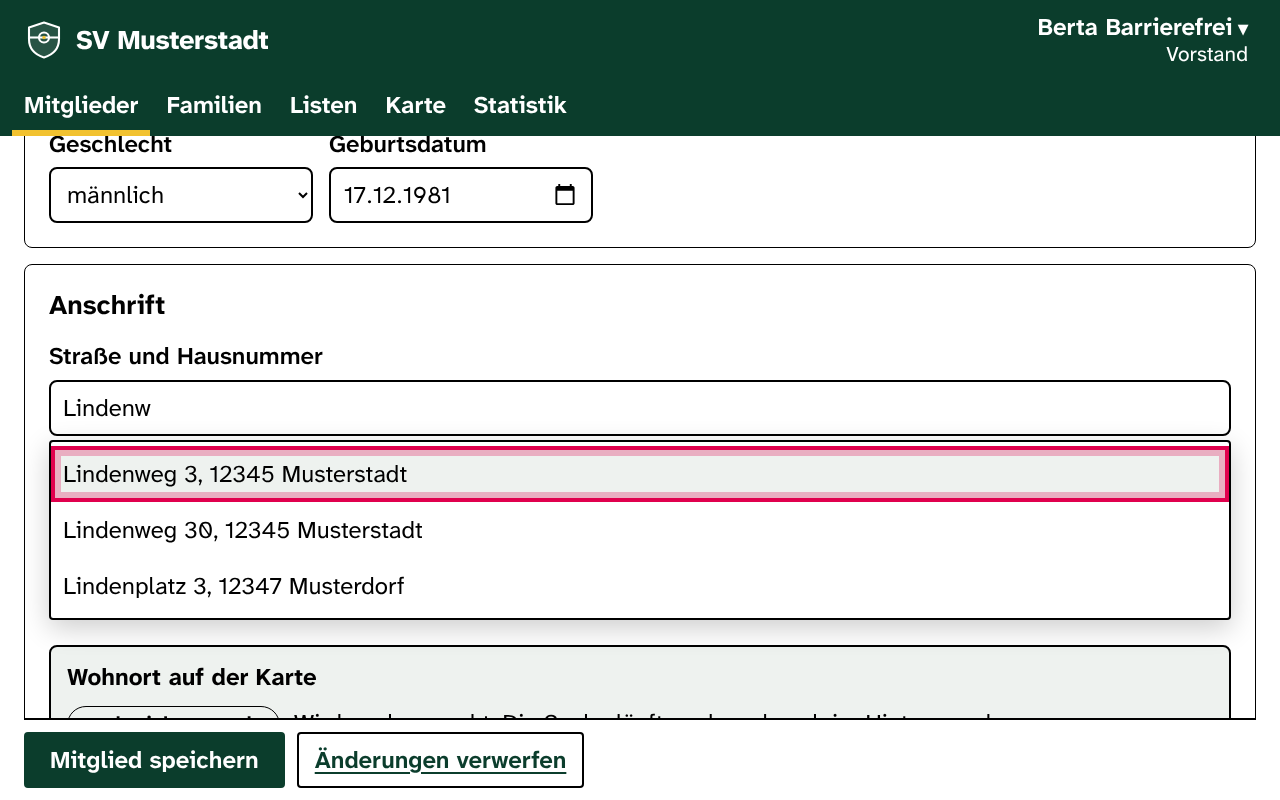 SV Musterstadt
Berta Barrierefrei ▾
Vorstand
Mitglieder Familien Listen Karte Statistik
Geschlecht Geburtsdatum
männlich 17.12.1981
Anschrift
Straße und Hausnummer
Lindenw
Lindenweg 3, 12345 Musterstadt
Lindenweg 30, 12345 Musterstadt
Lindenplatz 3, 12347 Musterdorf
Wohnort auf der Karte
Mitglied speichern Änderungen verwerfen